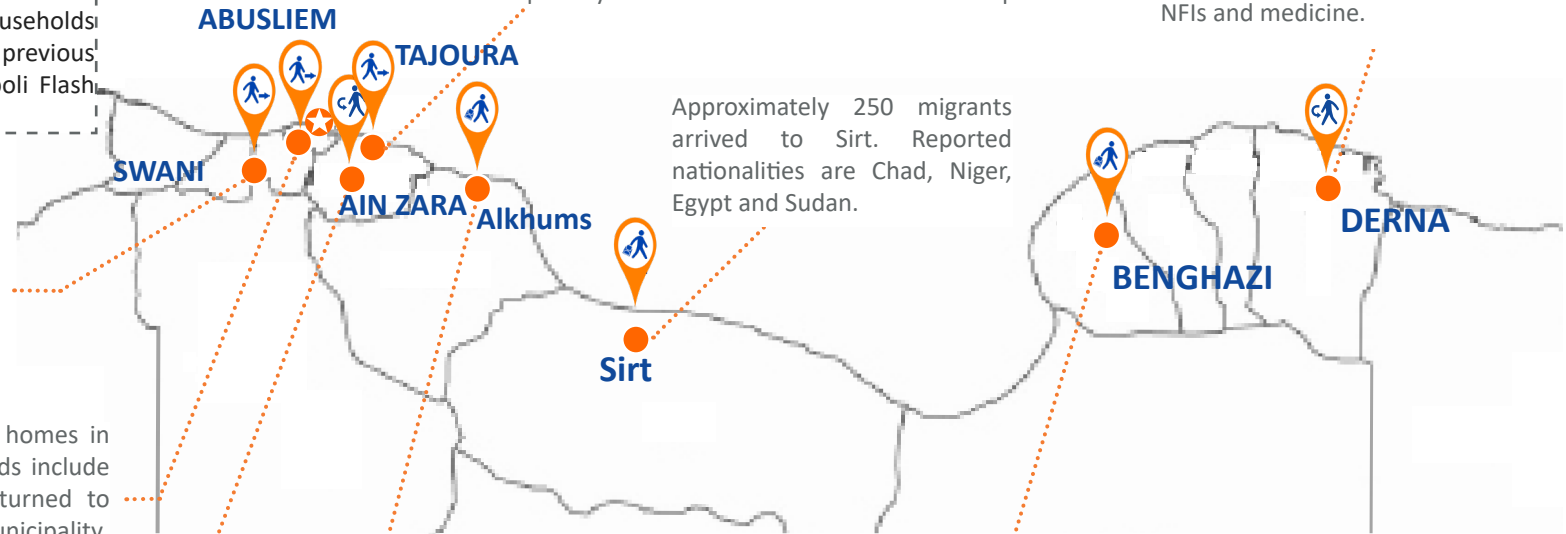 useholds
previous
oli Flash
NFIs and medicine.
ABUSLIEM
TAJOURA
SWANI
AIN ZARA
Alkhums
Approximately 250 migrants
arrived to Sirt. Reported
nationalities are Chad, Niger,
Egypt and Sudan.
Sirt
BENGHAZI
DERNA
homes in
ds include
turned to
unicipality.